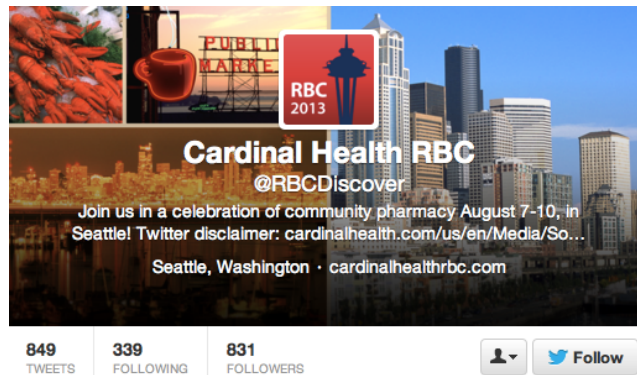 PUBLIC
MARKE
RBC
2013
Cardinal Health RBC
@RBCDiscover
Join us in a celebration of community pharmacy August 7-10, in
Seattle! Twitter disclaimer: cardinalhealth.com/us/en/Media/So...
Seattle, Washington · cardinalhealthrbc.com
849 339 831
TWEETS FOLLOWING FOLLOWERS
Follow